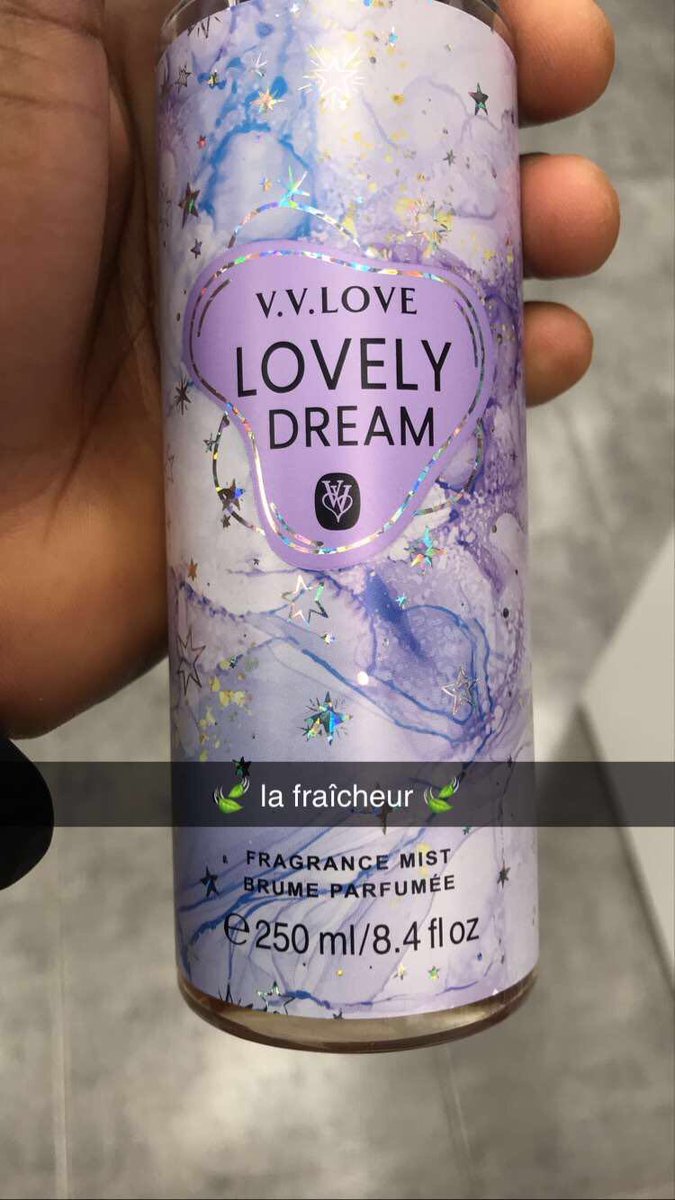 V.V.LOVE
LOVELY
DREAM
🍃 la fraîcheur 🍃
FRAGRANCE MIST
BRUME PARFUMÉE
℮250 ml/8.4 fl oz